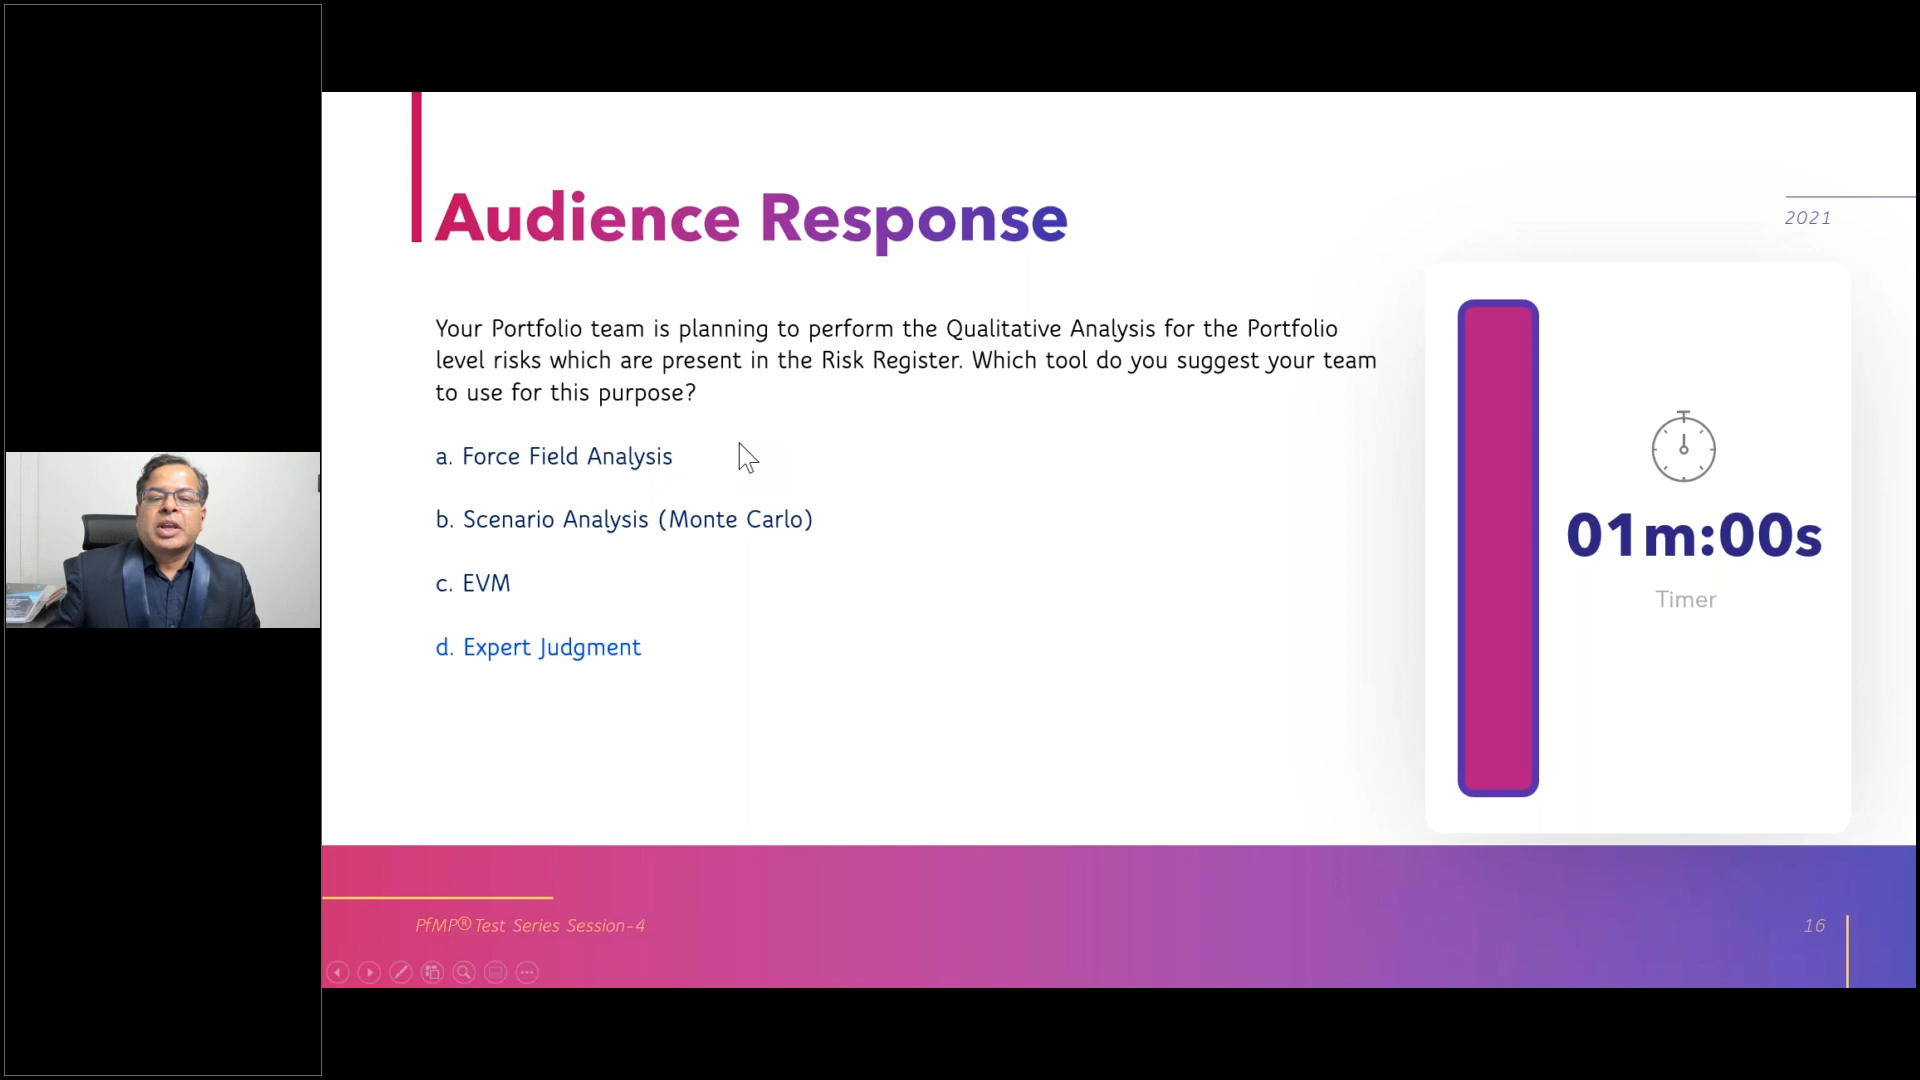 Audience Response
2021
Your Portfolio team is planning to perform the Qualitative Analysis for the Portfolio
level risks which are present in the Risk Register. Which tool do you suggest your team
to use for this purpose?
a. Force Field Analysis
b. Scenario Analysis (Monte Carlo)
c. EVM
d. Expert Judgment
01m:00s
Timer
PfMP® Test Series Session-4
16